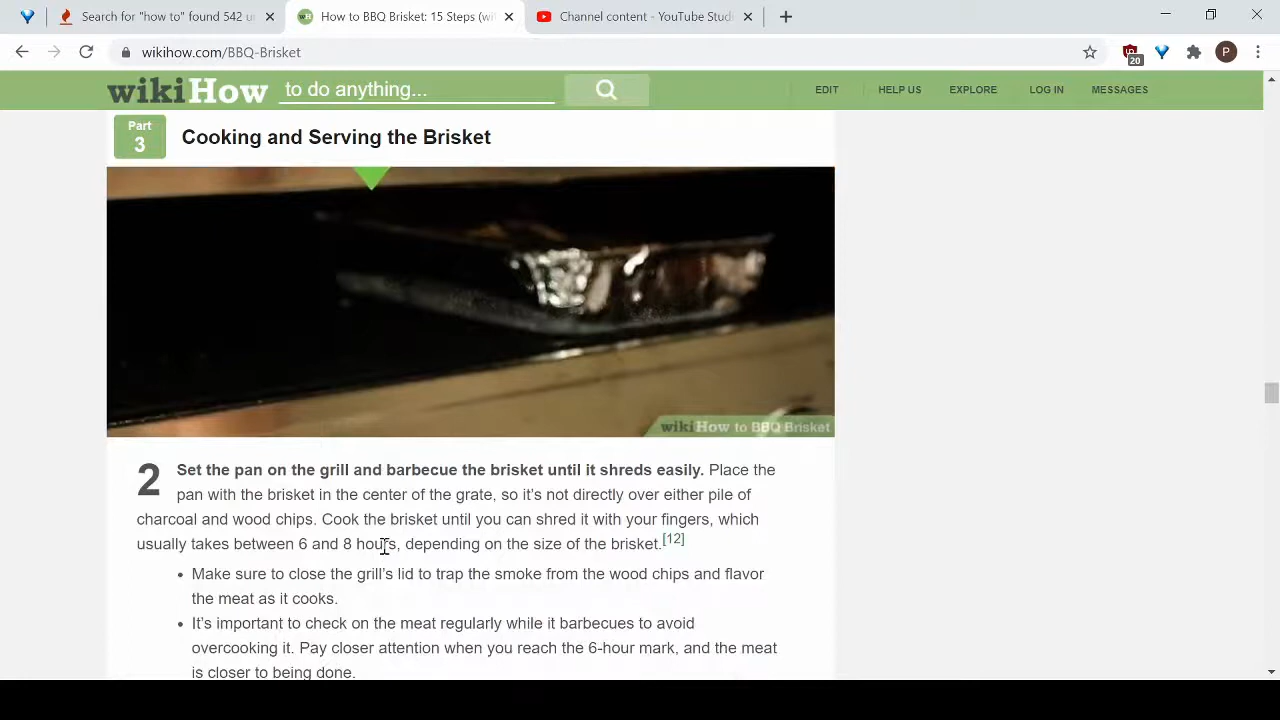 Search for "how to" found 542 u
How to BBQ Brisket: 15 Steps (wi
Channel content - YouTube Studi
wikihow.com/BBQ-Brisket
20
P
wikiHow
to do anything...
EDIT
HELP US
EXPLORE
LOG IN
MESSAGES
Part
3
Cooking and Serving the Brisket
wikiHow to BBQ Brisket
2
Set the pan on the grill and barbecue the brisket until it shreds easily. Place the
pan with the brisket in the center of the grate, so it's not directly over either pile of
charcoal and wood chips. Cook the brisket until you can shred it with your fingers, which
usually takes between 6 and 8 hours, depending on the size of the brisket.[12]
• Make sure to close the grill's lid to trap the smoke from the wood chips and flavor
the meat as it cooks.
• It's important to check on the meat regularly while it barbecues to avoid
overcooking it. Pay closer attention when you reach the 6-hour mark, and the meat
is closer to being done.